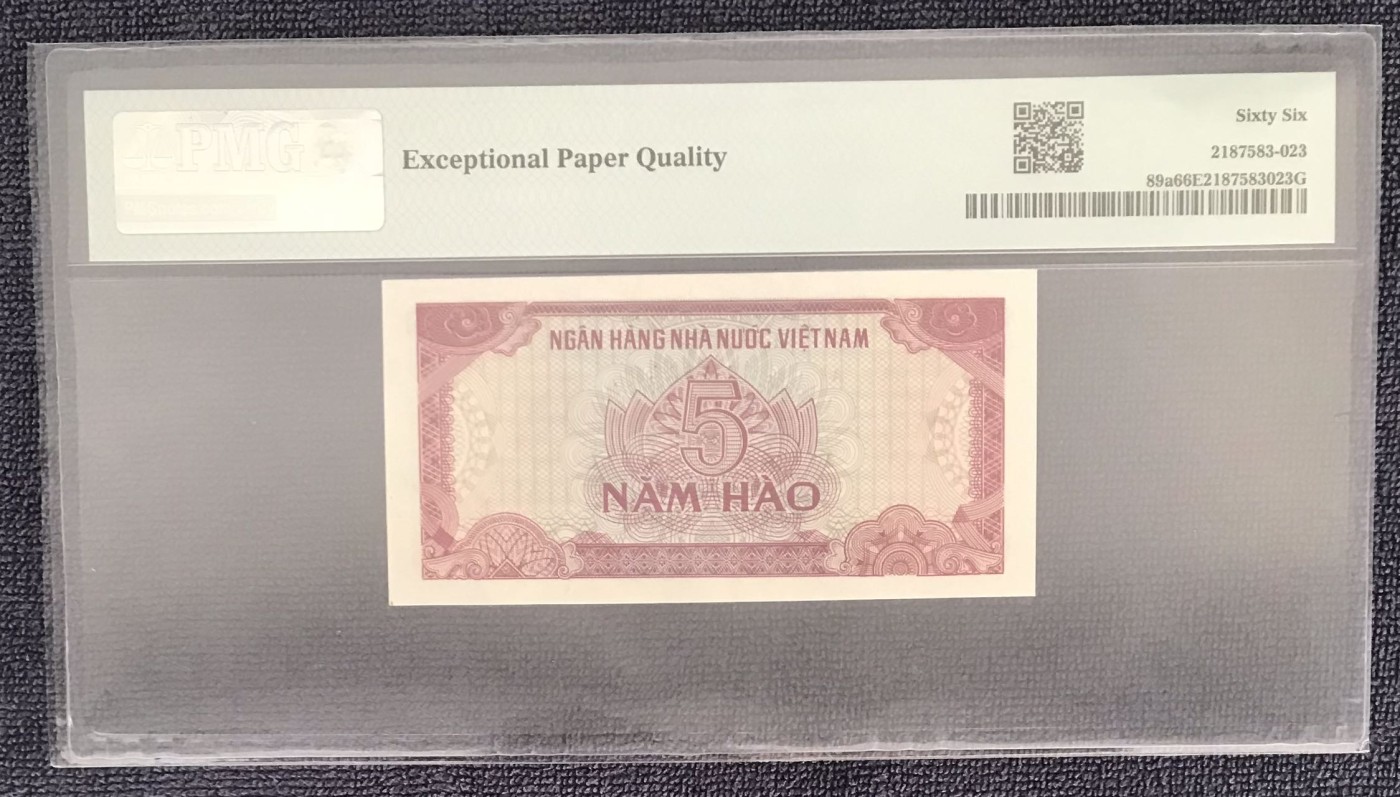 PMG
Exceptional Paper Quality
Sixty Six
2187583-023
89a66E2187583023G
NGÂN HÀNG NHÀ NƯỚC VIỆT NAM
5
NĂM HÀO